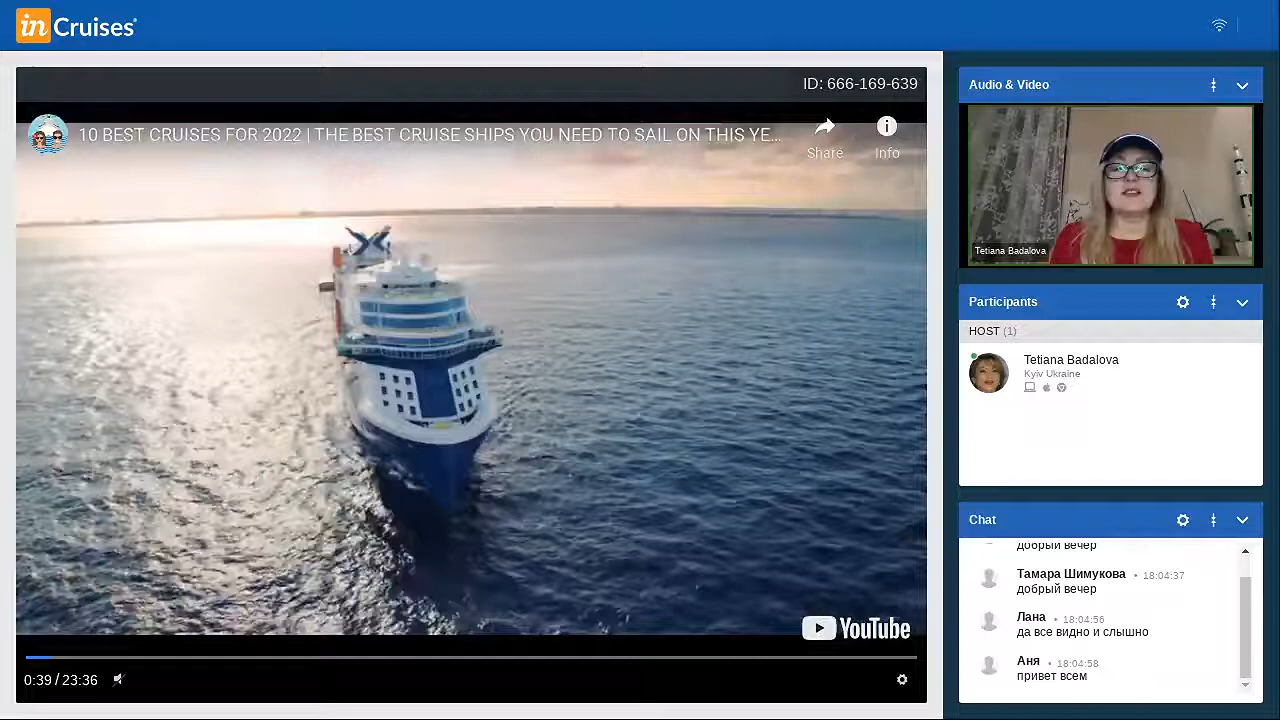 in Cruises
ID: 666-169-639
10 BEST CRUISES FOR 2022 | THE BEST CRUISE SHIPS YOU NEED TO SAIL ON THIS YE...
Share
Info
YouTube
0:39 / 23:36
Audio & Video
Tetiana Badalova
Participants
HOST (1)
Tetiana Badalova
Kyiv Ukraine
Chat
добрый вечер
Тамара Шимукова • 18:04:37
добрый вечер
Лана • 18:04:56
да все видно и слышно
Аня • 18:04:58
привет всем